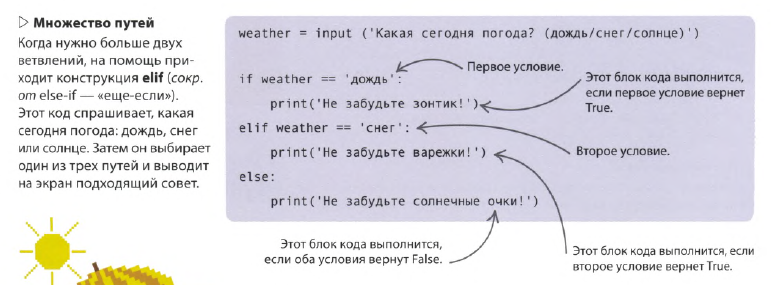 ▷ Множество путей
Когда нужно больше двух
ветвлений, на помощь при-
ходит конструкция elif (сокр.
от else-if — «еще-если»).
Этот код спрашивает, какая
сегодня погода: дождь, снег
или солнце. Затем он выбирает
один из трех путей и выводит
на экран подходящий совет.
weather = input ('Какая сегодня погода? (дождь/снег/солнце)')
Первое условие.
if weather == 'дождь':
print('Не забудьте зонтик!')
Этот блок кода выполнится,
если первое условие вернет
True.
elif weather == 'снег':
Второе условие.
print('Не забудьте варежки!')
else:
print('Не забудьте солнечные очки!')
Этот блок кода выполнится,
если оба условия вернут False.
Этот блок кода выполнится, если
второе условие вернет True.